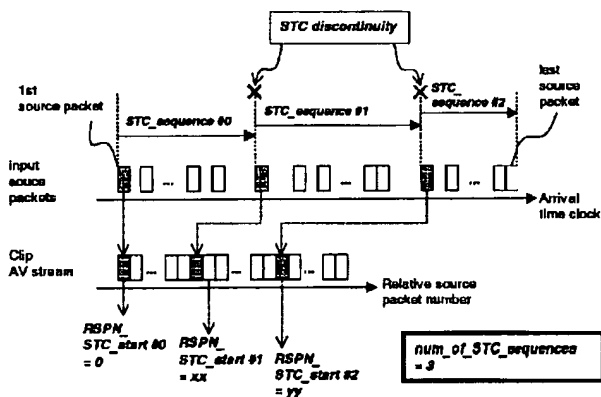 STC discontinuity
1st
source packet
last
source
packet
STC_sequence #0
STC_sequence #1
STC_
sequence #2
input
souce
packets
...
...
...
Arrival
time clock
Clip
AV stream
...
...
...
Relative source
packet number
RSPN_
STC_start #0
= 0
RSPN_
STC_start #1
= xx
RSPN_
STC_start #2
= yy
num_of_STC_sequences
= 3